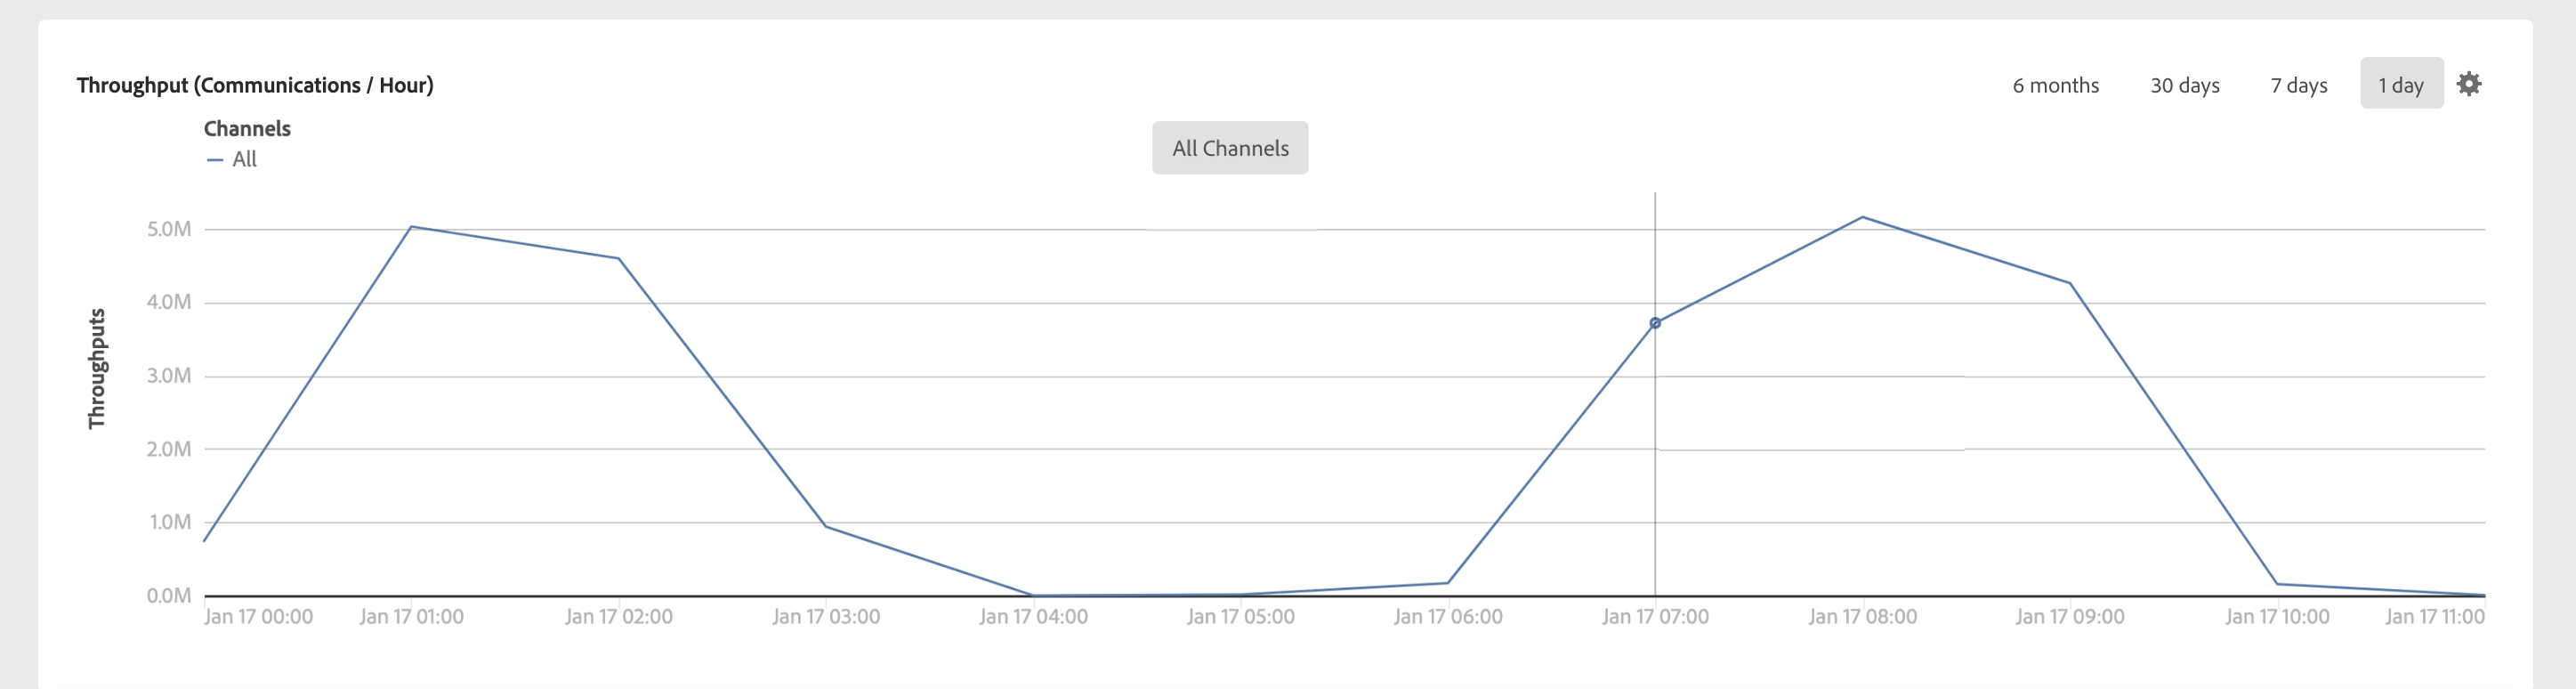 Throughput (Communications / Hour)
6 months 30 days 7 days 1 day
Channels
All
All Channels
Throughputs
5.0M
4.0M
3.0M
2.0M
1.0M
0.0M
Jan 17 00:00 Jan 17 01:00 Jan 17 02:00 Jan 17 03:00 Jan 17 04:00 Jan 17 05:00 Jan 17 06:00 Jan 17 07:00 Jan 17 08:00 Jan 17 09:00 Jan 17 10:00 Jan 17 11:00